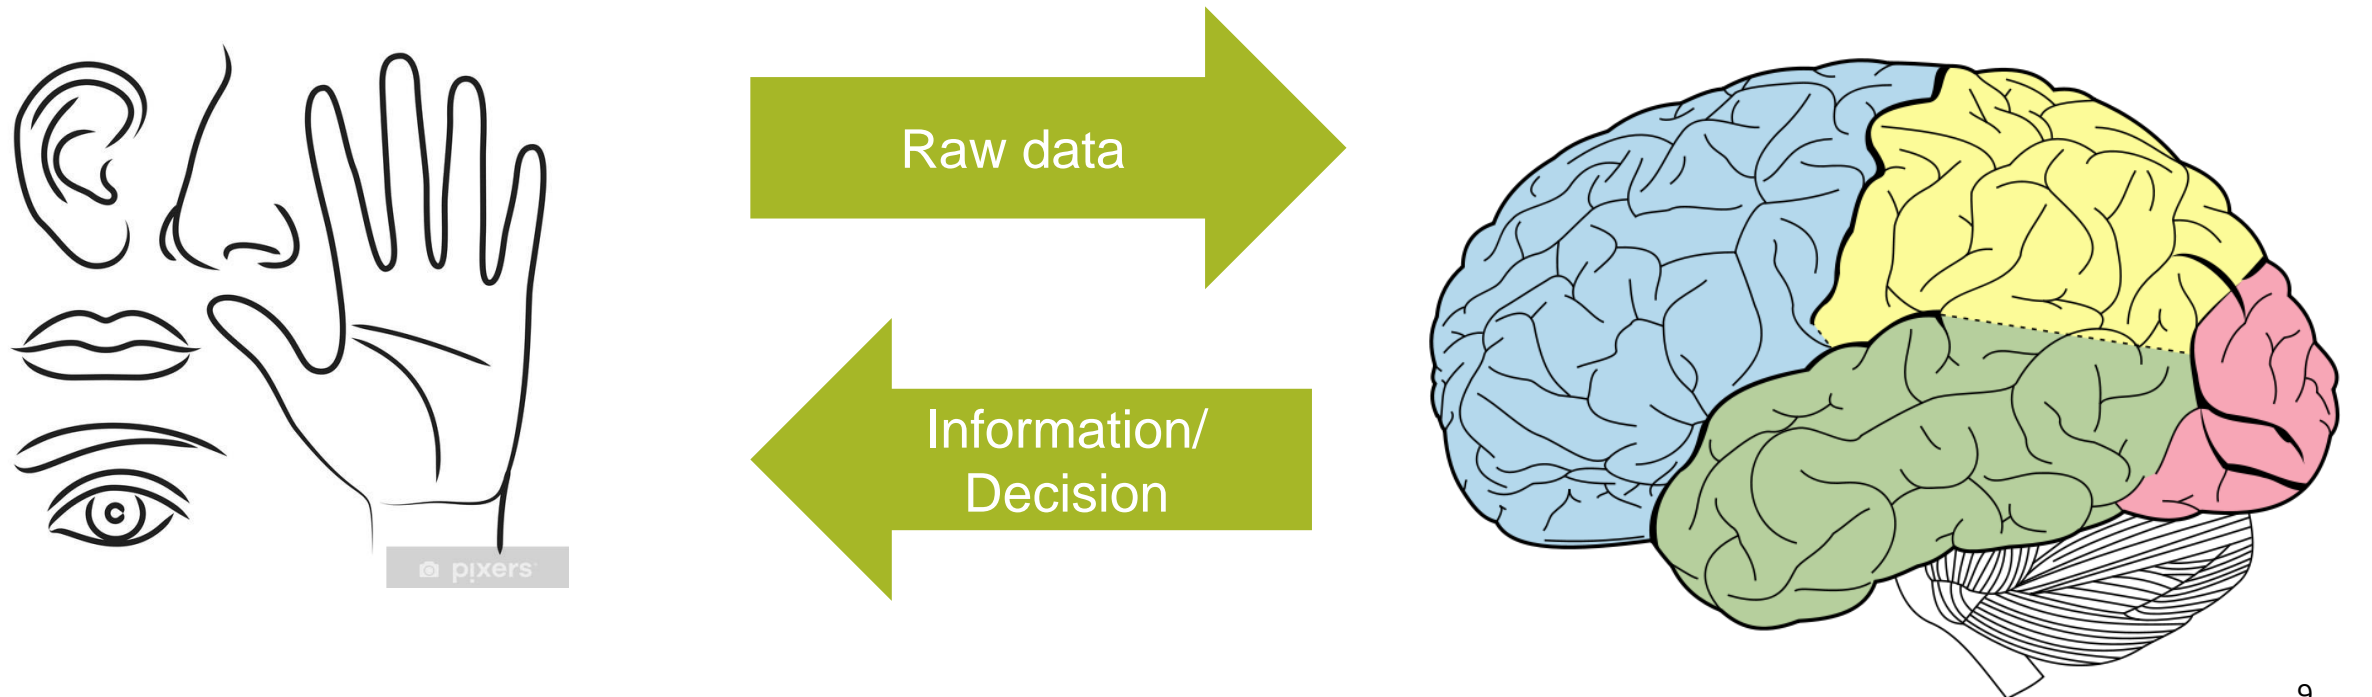 Raw data
Information/
Decision
pixers
9